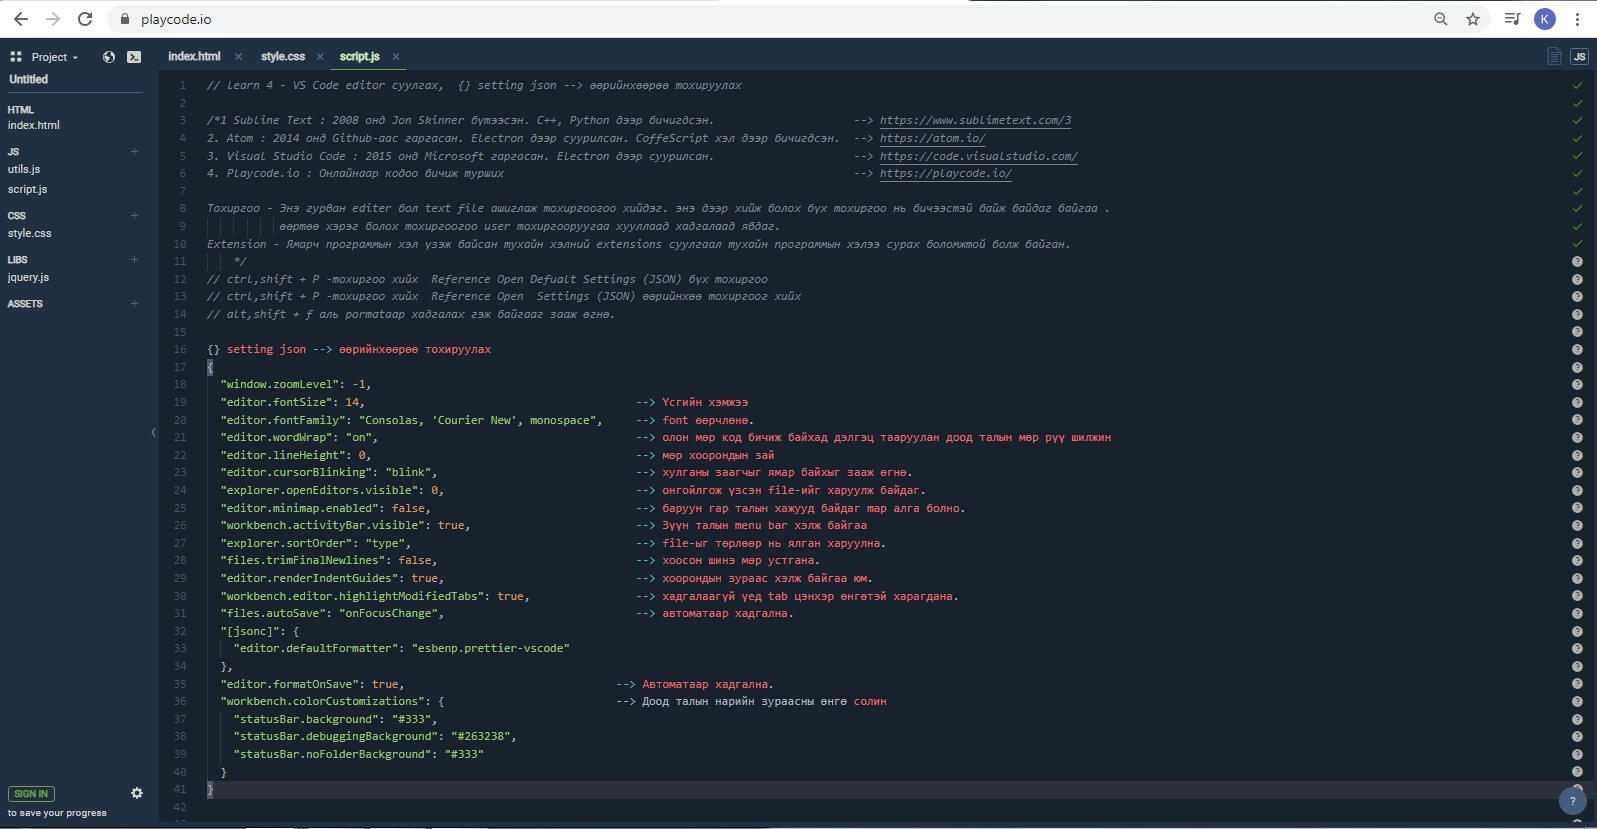 playcode.io
K
Project
index.html
style.css
script.js
JS
Untitled
HTML
index.html
JS
utils.js
script.js
CSS
style.css
LIBS
jquery.js
ASSETS
SIGN IN
to save your progress
1 // Learn 4 - VS Code editor суулгах, {} setting json --> өөрийнхөөрөө тохируулах
2
3 /*1 Subline Text : 2008 онд Jon Skinner бүтээсэн. C++, Python дээр бичигдсэн. --> https://www.sublimetext.com/3
4 2. Atom : 2014 онд Github-аас гаргасан. Electron дээр суурилсан. CoffeScript хэл дээр бичигдсэн. --> https://atom.io/
5 3. Visual Studio Code : 2015 онд Microsoft гаргасан. Electron дээр суурилсан. --> https://code.visualstudio.com/
6 4. Playcode.io : Онлайнаар кодоо бичиж турших --> https://playcode.io/
7
8 Тохиргоо - Энэ гурван editer бол text file ашиглаж тохиргоогоо хийдэг. энэ дээр хийж болох бүх тохиргоо нь бичээстэй байж байдаг байгаа .
9 өөртөө хэрэг болох тохиргоогоо user тохиргооруугаа хууллаад хадгалаад явдаг.
10 Extension - Ямарч программын хэл үзэж байсан тухайн хэлний extensions суулгаал тухайн программын хэлээ сурах боломжтой болж байган.
11 */
12 // ctrl,shift + P -тохиргоо хийх Reference Open Defualt Settings (JSON) бүх тохиргоо
13 // ctrl,shift + P -тохиргоо хийх Reference Open Settings (JSON) өөрийнхөө тохиргоог хийх
14 // alt,shift + f аль рогматаар хадгалах гэж байгааг зааж өгнө.
15
16 {} setting json --> өөрийнхөөрөө тохируулах
17 {
18 "window.zoomLevel": -1,
19 "editor.fontSize": 14, --> Үсгийн хэмжээ
20 "editor.fontFamily": "Consolas, 'Courier New', monospace", --> font өөрчлөнө.
21 "editor.wordWrap": "on", --> олон мөр код бичиж байхад дэлгэц тааруулан доод талын мөр рүү шилжин
22 "editor.lineHeight": 0, --> мөр хоорондын зай
23 "editor.cursorBlinking": "blink", --> хулганы заагчыг ямар байхыг зааж өгнө.
24 "explorer.openEditors.visible": 0, --> онгойлгож үзсэн file-ийг харуулж байдаг.
25 "editor.minimap.enabled": false, --> баруун гар талын хажууд байдаг map алга болно.
26 "workbench.activityBar.visible": true, --> Зүүн талын menu bar хэлж байгаа
27 "explorer.sortOrder": "type", --> file-ыг төрлөөр нь ялган харуулна.
28 "files.trimFinalNewlines": false, --> хоосон шинэ мөр устгана.
29 "editor.renderIndentGuides": true, --> хоорондын зураас хэлж байгаа юм.
30 "workbench.editor.highlightModifiedTabs": true, --> хадгалаагүй үед tab цэнхэр өнгөтэй харагдана.
31 "files.autoSave": "onFocusChange", --> автоматаар хадгална.
32 "[jsonc]": {
33 "editor.defaultFormatter": "esbenp.prettier-vscode"
34 },
35 "editor.formatOnSave": true, --> Автоматаар хадгална.
36 "workbench.colorCustomizations": { --> Доод талын нарийн зураасны өнгө солин
37 "statusBar.background": "#333",
38 "statusBar.debuggingBackground": "#263238",
39 "statusBar.noFolderBackground": "#333"
40 }
41 }
42